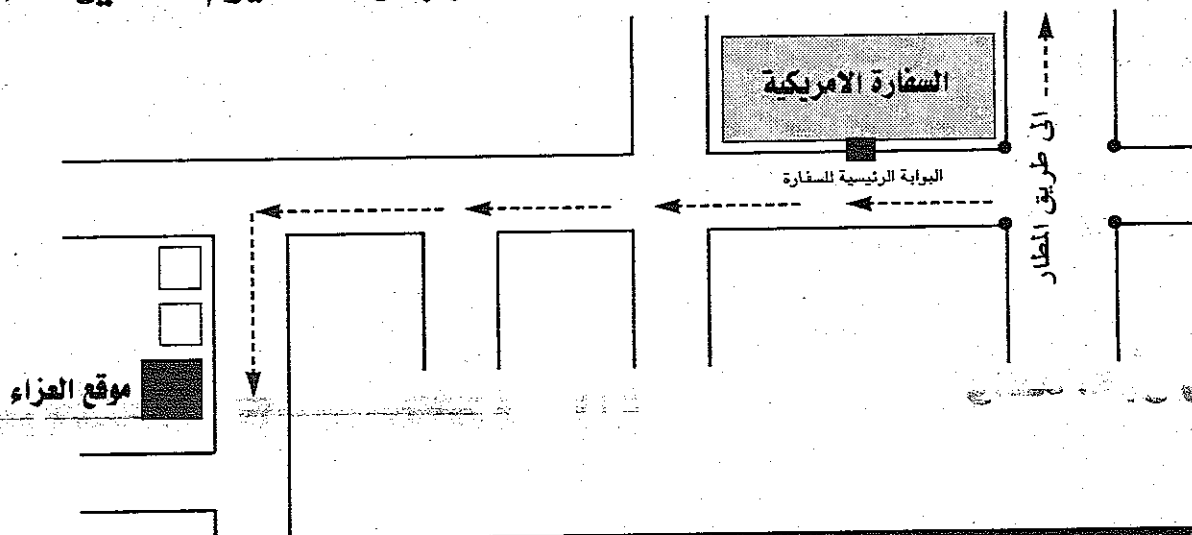 السفارة الامريكية
الى طريق المطار
البوابة الرئيسية للسفارة
موقع العزاء